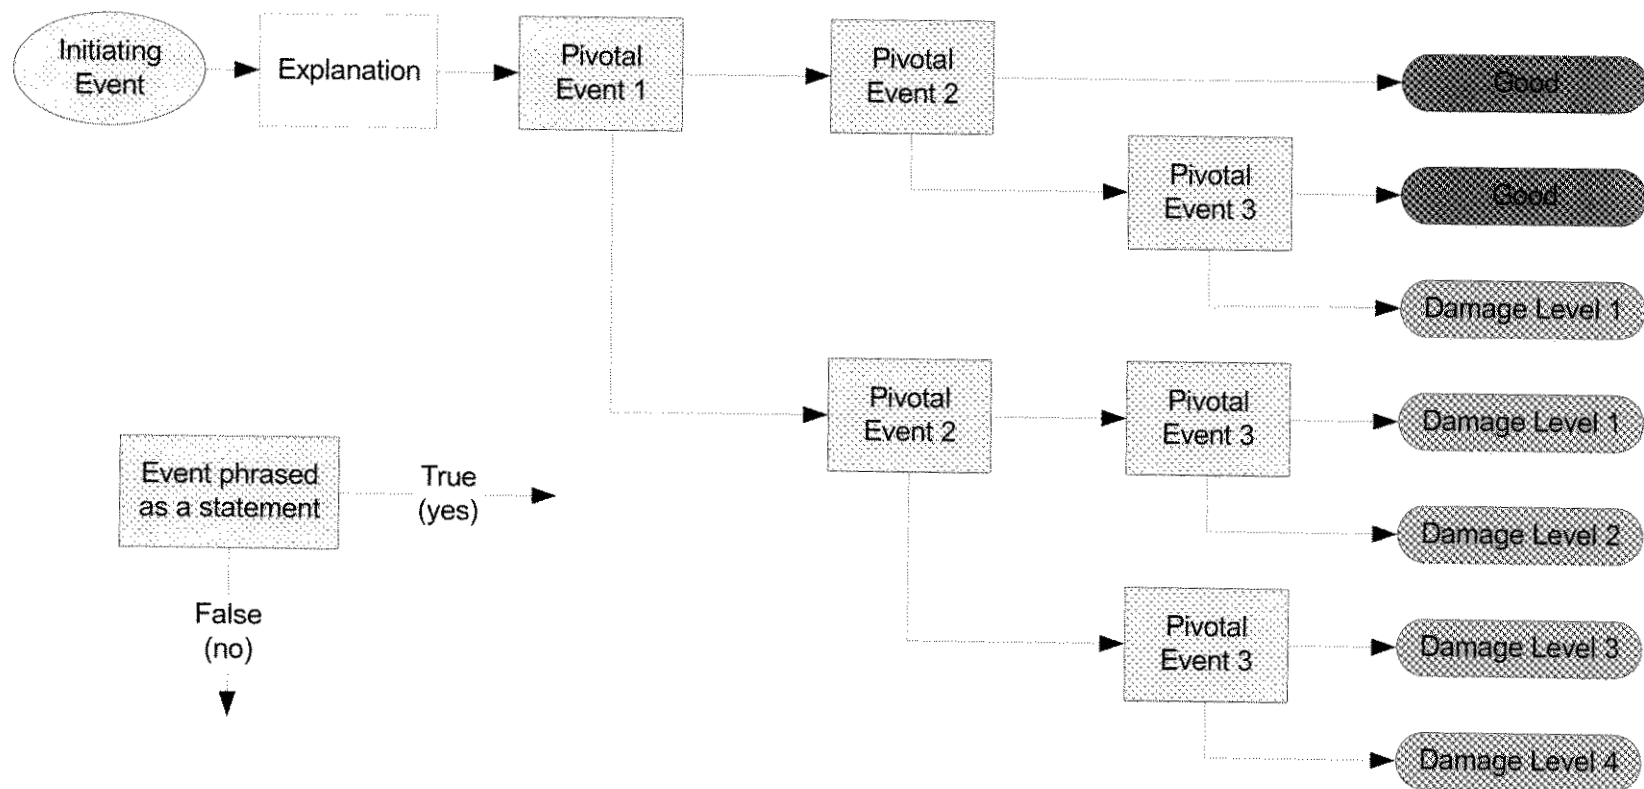 Initiating
Event
Explanation
Pivotal
Event 1
Pivotal
Event 2
Good
Pivotal
Event 3
Good
Damage Level 1
Pivotal
Event 2
Pivotal
Event 3
Damage Level 1
Damage Level 2
Pivotal
Event 3
Damage Level 3
Damage Level 4
Event phrased
as a statement
True
(yes)
False
(no)